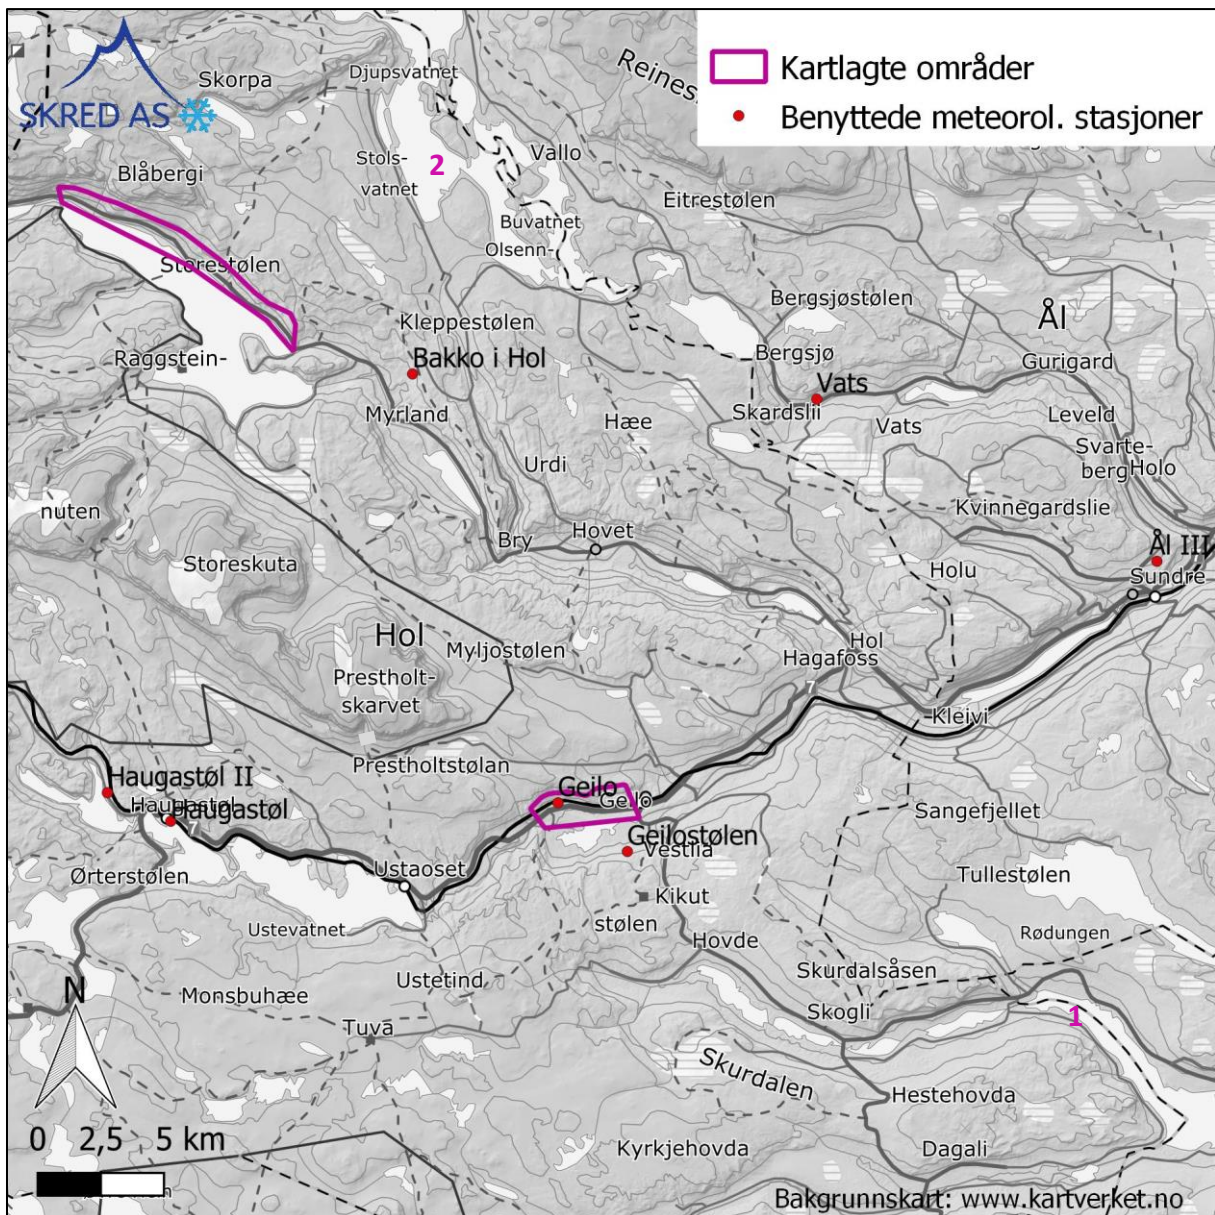 Kartlagte områder
Benyttede meteorol. stasjoner
SKRED AS
Skorpa
Djupsvatnet
Blåbergi
Stols-
vatnet
2
Vallo
Eitrestølen
Buvatnet
Olsenn-
Storestølen
Bergsjøstølen
Ål
Kleppestølen
Bakko i Hol
Raggstein-
Bergsjø
Gurigard
Vats
Myrland
Hæe
Skardslii
Vats
Leveld
Svarte-
berg
Holo
Urdi
Kvinnegardslie
nuten
Bry
Hovet
Ål III
Storeskuta
Holu
Sundre
Hol
Myljostølen
Hol
Hagafoss
7
Prestholt-
skarvet
Kleivi
Prestholtstølan
Haugastøl II
Haugastøl
Haugastøl
7
Geilo
Geilo
Geilostølen
Vestlia
Sangefjellet
Ørterstølen
Ustaoset
Kikut
Tullestølen
Ustevatnet
stølen
Hovde
Rødungen
Ustetind
Skurdalsåsen
N
Monsbuhæe
Skogli
1
Tuva
Skurdalen
Hestehovda
0 2,5 5 km
Kyrkjehovda
Dagali
Bakgrunnskart: www.kartverket.no